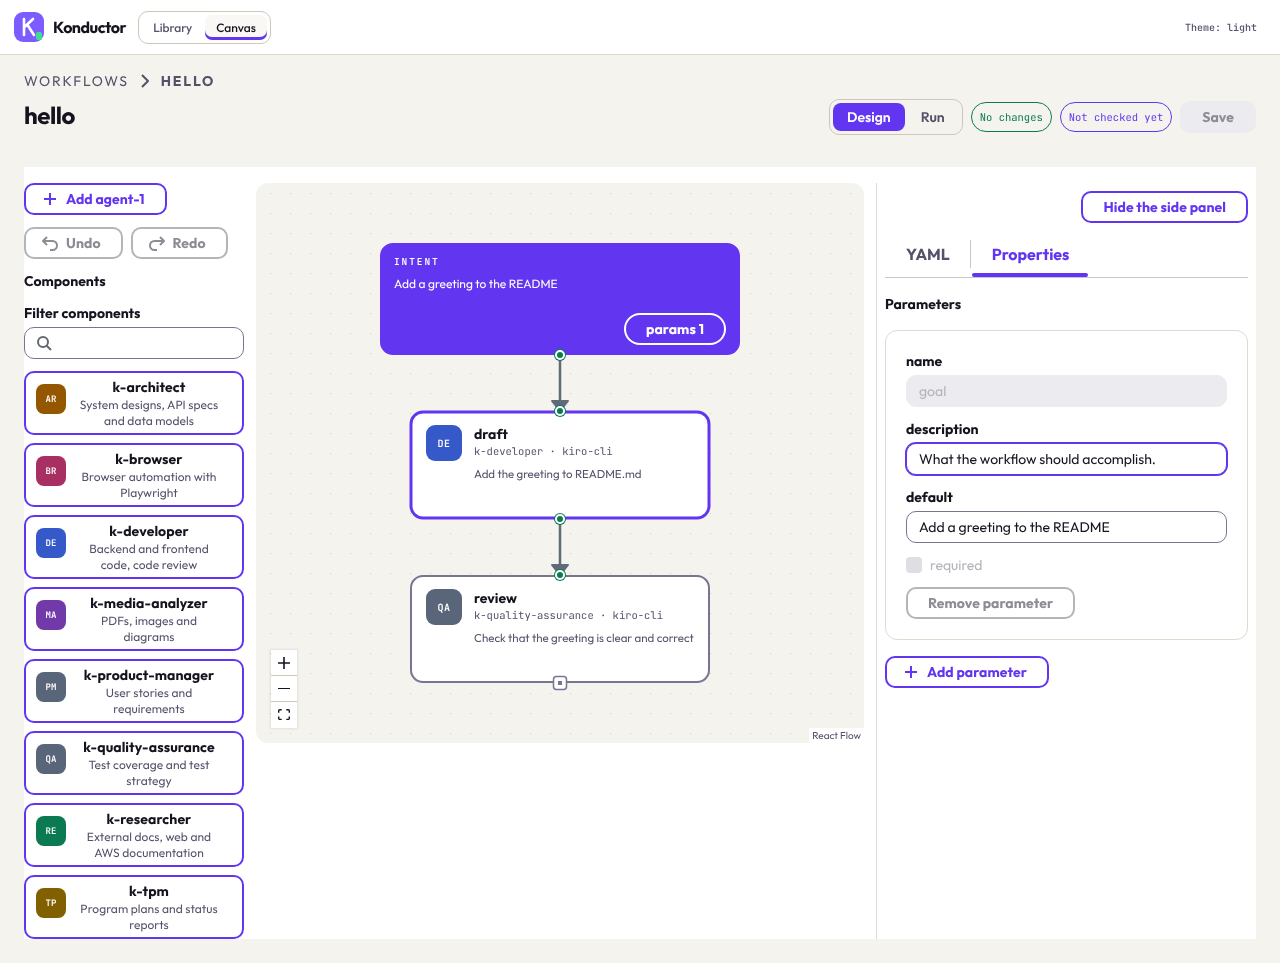 Konductor
Library
Canvas
Theme: light
WORKFLOWS > HELLO
hello
Design
Run
No changes
Not checked yet
Save
Add agent-1
Undo
Redo
Components
Filter components
AR
k-architect
System designs, API specs
and data models
BR
k-browser
Browser automation with
Playwright
DE
k-developer
Backend and frontend
code, code review
MA
k-media-analyzer
PDFs, images and
diagrams
PM
k-product-manager
User stories and
requirements
QA
k-quality-assurance
Test coverage and test
strategy
RE
k-researcher
External docs, web and
AWS documentation
TP
k-tpm
Program plans and status
reports
INTENT
Add a greeting to the README
params 1
DE
draft
k-developer · kiro-cli
Add the greeting to README.md
QA
review
k-quality-assurance · kiro-cli
Check that the greeting is clear and correct
React Flow
Hide the side panel
YAML
Properties
Parameters
name
goal
description
What the workflow should accomplish.
default
Add a greeting to the README
required
Remove parameter
Add parameter